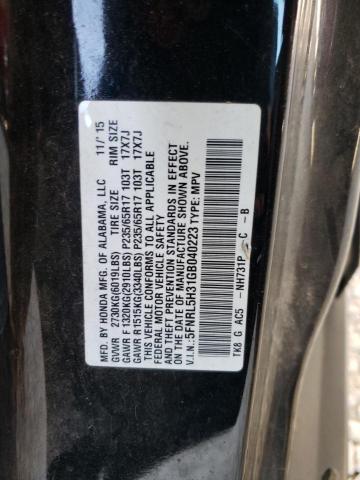 MFD. BY HONDA MFG. OF ALABAMA, LLC 11/'15
GVWR 2730KG(6019LBS) TIRE SIZE RIM SIZE
GAWR F 1320KG(2910LBS) P235/65R17 103T 17X7J
GAWR R 1515KG(3340LBS) P235/65R17 103T 17X7J
THIS VEHICLE CONFORMS TO ALL APPLICABLE
FEDERAL MOTOR VEHICLE SAFETY
AND THEFT PREVENTION STANDARDS IN EFFECT
ON THE DATE OF MANUFACTURE SHOWN ABOVE.
V.I.N.: 5FNRL5H31GB040223 TYPE: MPV
TK8 G AC5 - NH731P C - B